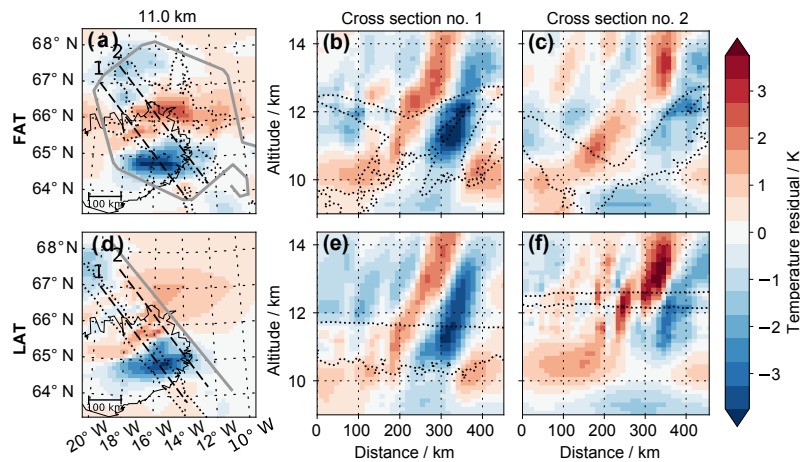 11.0 km
Cross section no. 1
Cross section no. 2
(a)
(b)
(c)
1
2
68° N
67° N
66° N
65° N
64° N
FAT
100 km
Altitude / km
14
12
10
(d)
(e)
(f)
1
2
68° N
67° N
66° N
65° N
64° N
LAT
100 km
Altitude / km
14
12
10
20° W
18° W
16° W
14° W
12° W
10° W
0 100 200 300 400
Distance / km
0 100 200 300 400
Distance / km
3
2
1
0
−1
−2
−3
Temperature residual / K